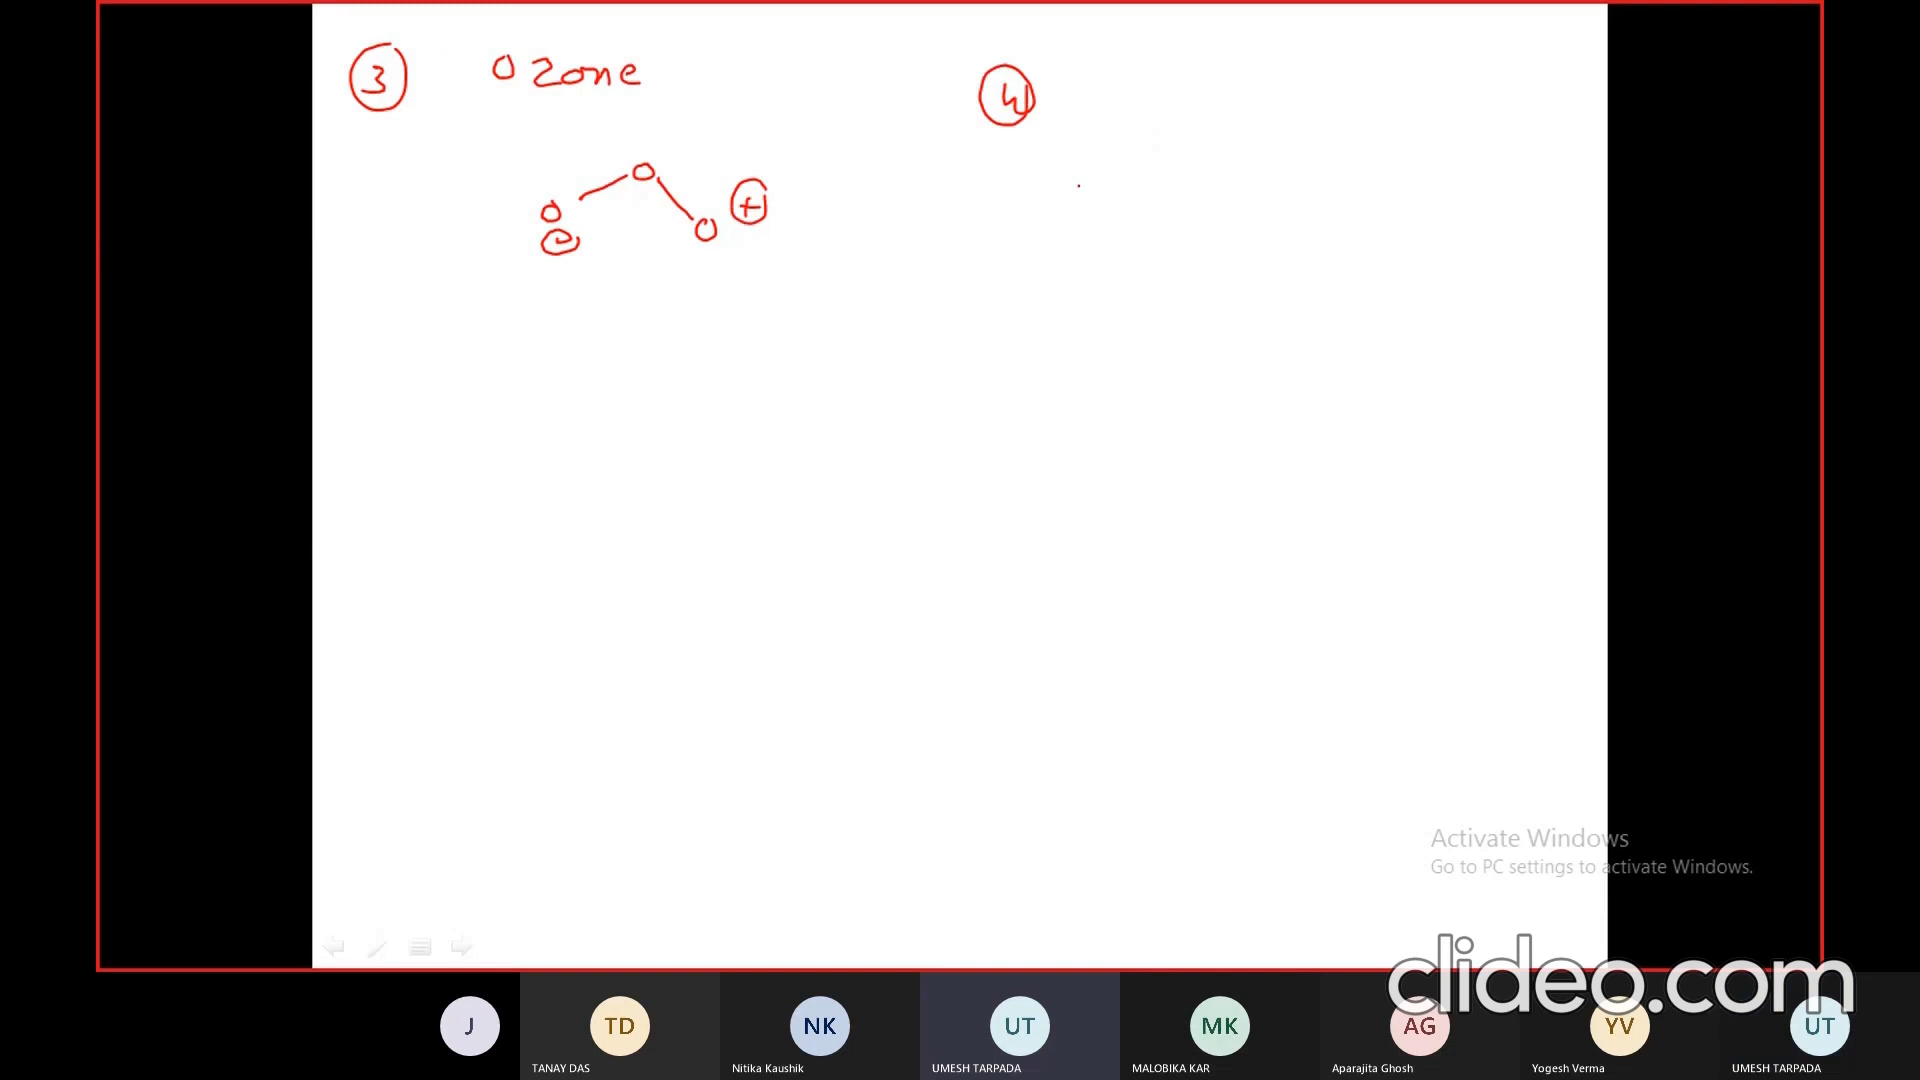 3 Ozone
4
O O O
⊖ ⊕
Activate Windows
Go to PC settings to activate Windows.
clideo.com
J TD NK UT MK AG YV UT
TANAY DAS Nitika Kaushik UMESH TARPADA MALOBIKA KAR Aparajita Ghosh Yogesh Verma UMESH TARPADA